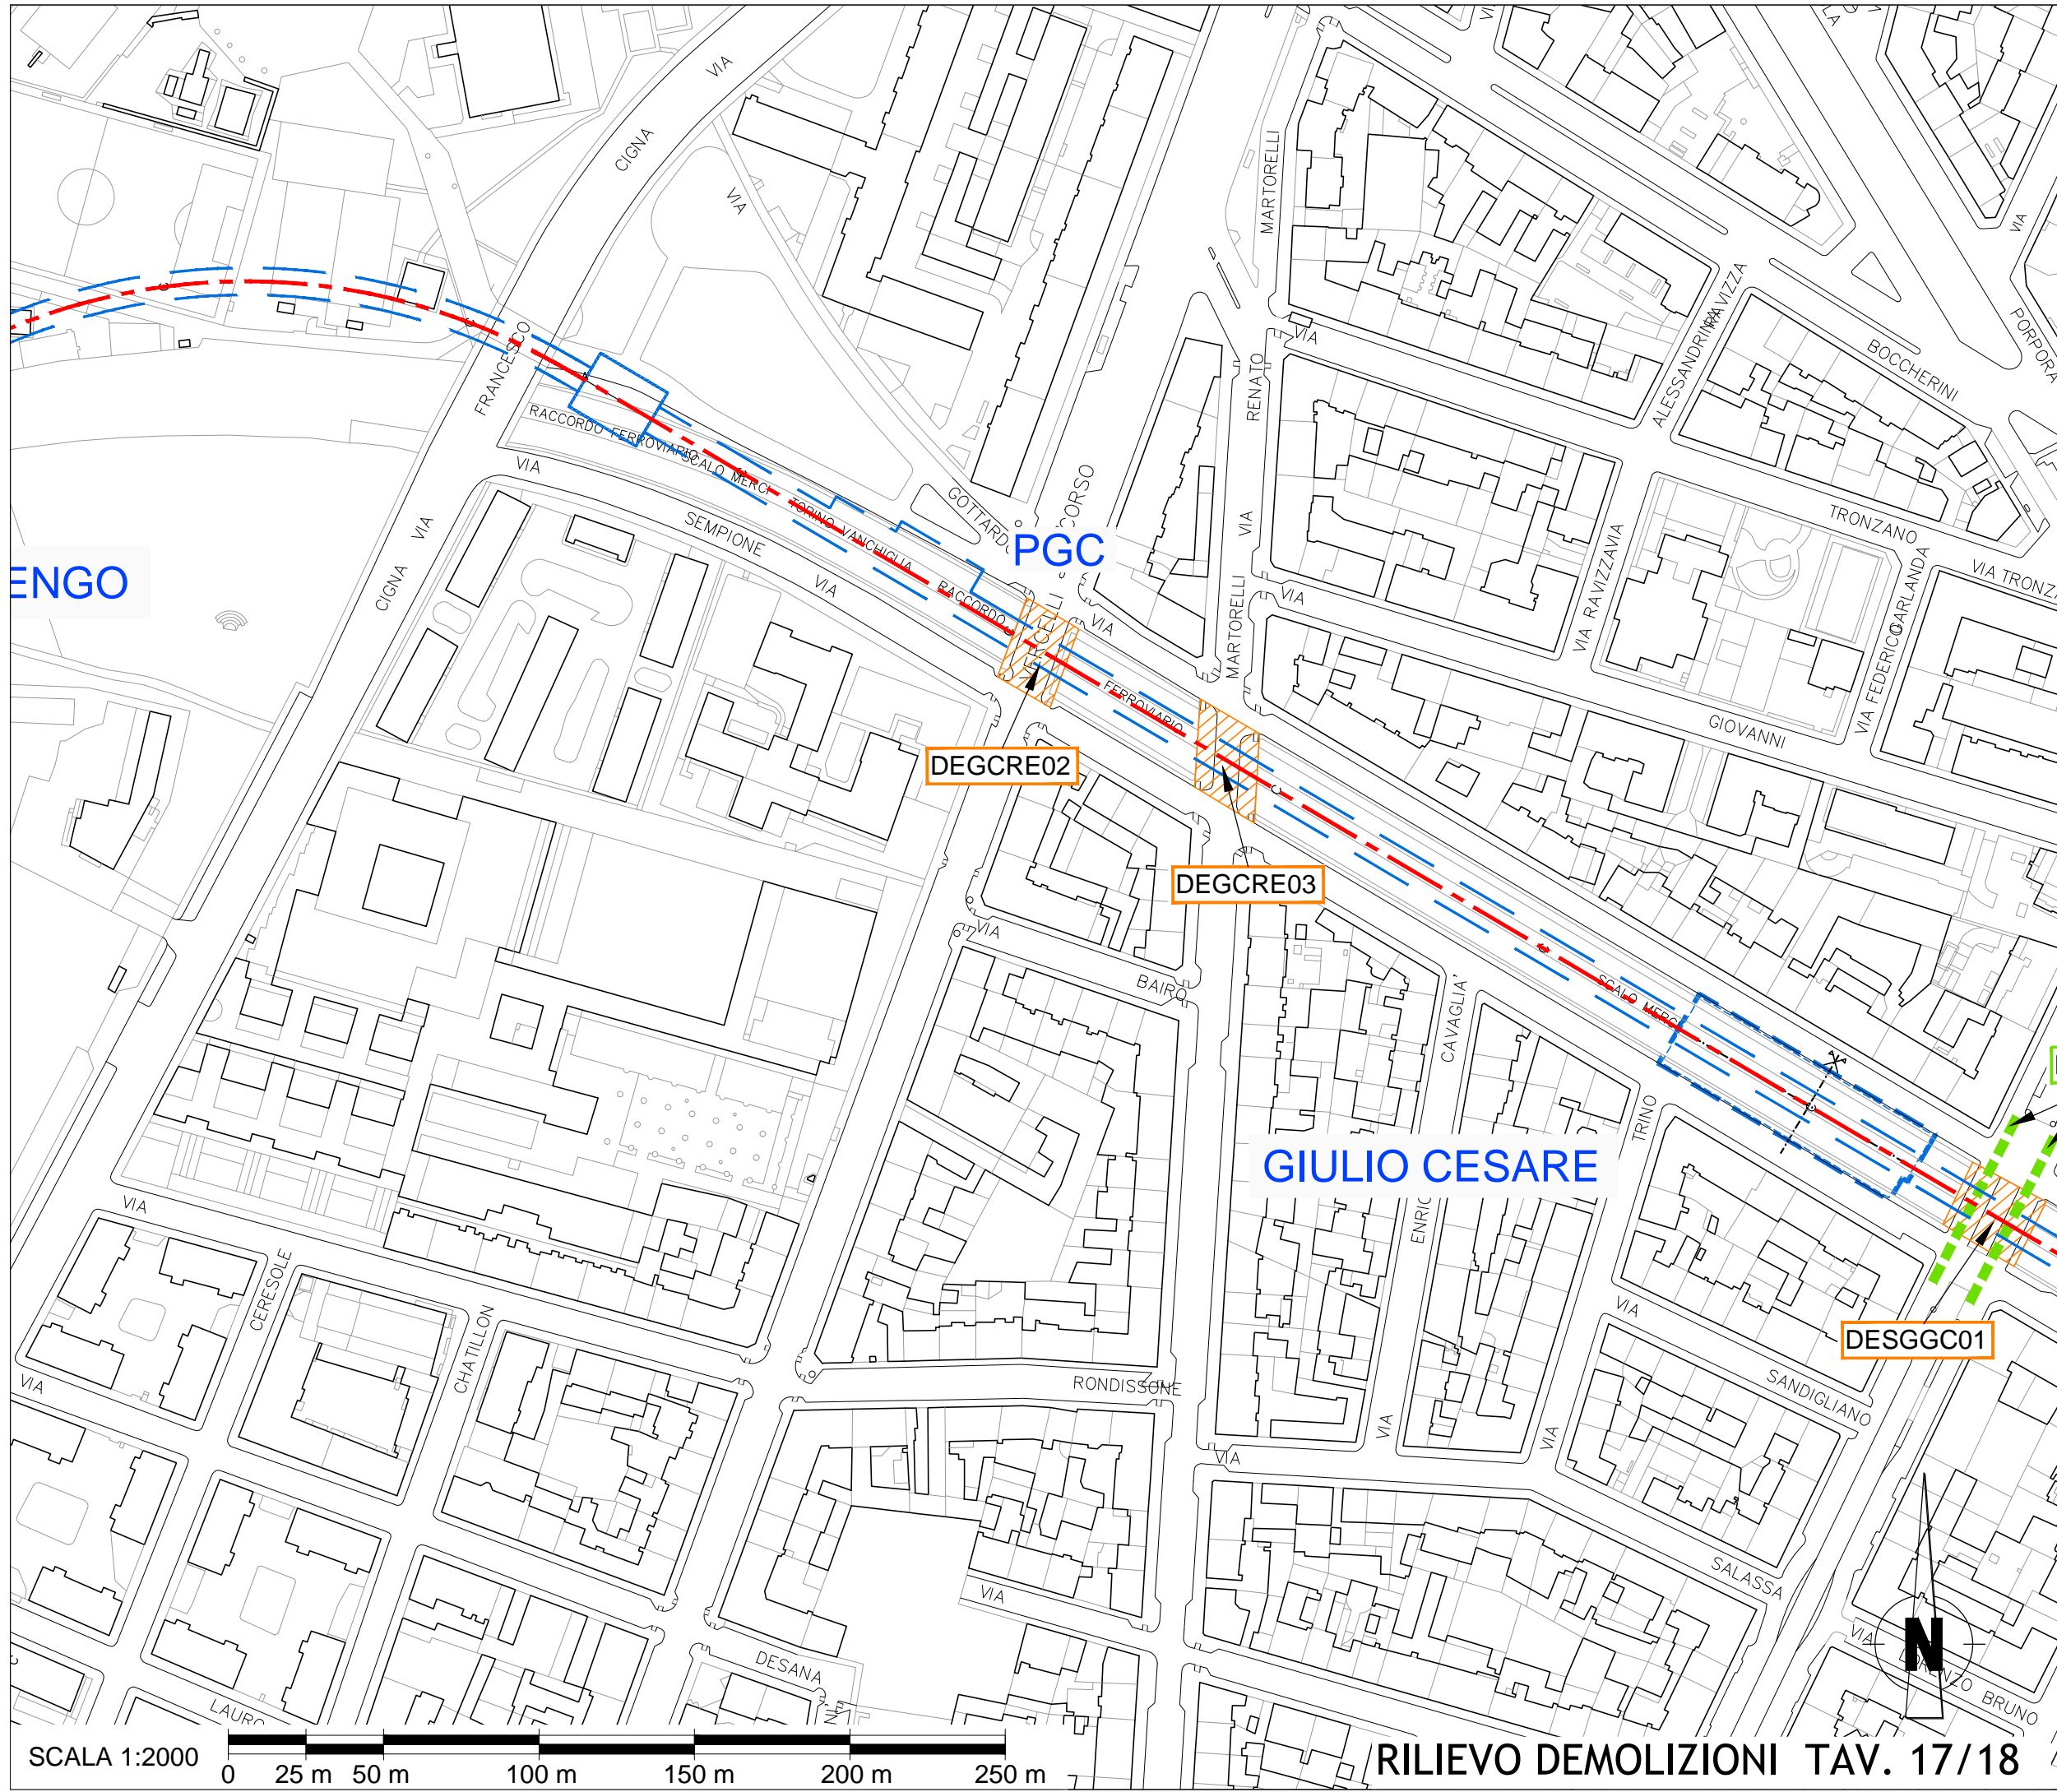 VIA
CIGNA
VIA
MARTORELLI
VIA
VIA
PORPORA
ALESSANDRINA
RAVIZZA
BOCCHERINI
VIA
RENATO
FRANCESCO
RACCORDO FERROVIARIO
SCALO MERCI
TORINO VANCHIGLIA
RACCORDO
FERROVIARIO
SCALO MERCI
VIA
SEMPIONE
VIA
CIGNA
VIA
GOTTARDO
CORSO
PGC
VIA
MARTORELLI
VIA
VIA
TRONZANO
VIA RAVIZZA
VIA
VIA FEDERICO
GARLANDA
GIOVANNI
ENGO
DEGCRE02
DEGCRE03
VIA
BAIRO
CAVAGLIA'
ENRICO
TRINO
GIULIO CESARE
VIA
CERESOLE
CHATILLON
VIA
RONDISSONE
VIA
VIA
VIA
VIA
SANDIGLIANO
DESGGC01
SALASSA
VIA
VIA
LORENZO BRUNO
DESANA
LAURO
N
SCALA 1:2000
0 25 m 50 m 100 m 150 m 200 m 250 m
RILIEVO DEMOLIZIONI TAV. 17/18